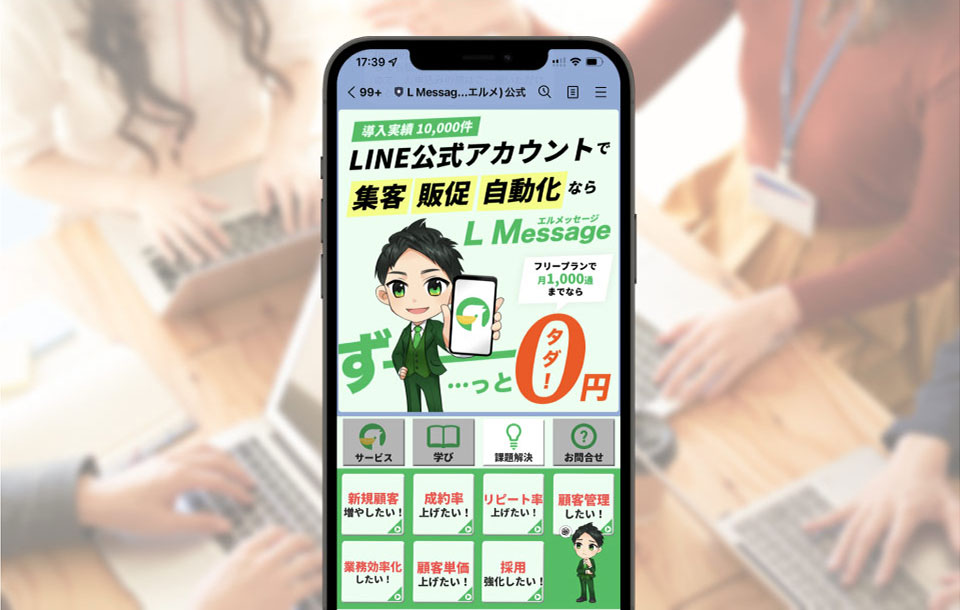 17:39
99+ L Messag...エルメ)公式
導入実績 10,000件
LINE公式アカウントで
集客 販促 自動化 なら
エルメッセージ
L Message
フリープランで
月1,000通
までなら
ずー…っと
0円
タダ!
サービス 学び 課題解決 お問合せ
新規顧客
増やしたい!
成約率
上げたい!
リピート率
上げたい!
顧客管理
したい!
業務効率化
したい!
顧客単価
上げたい!
採用
強化したい!